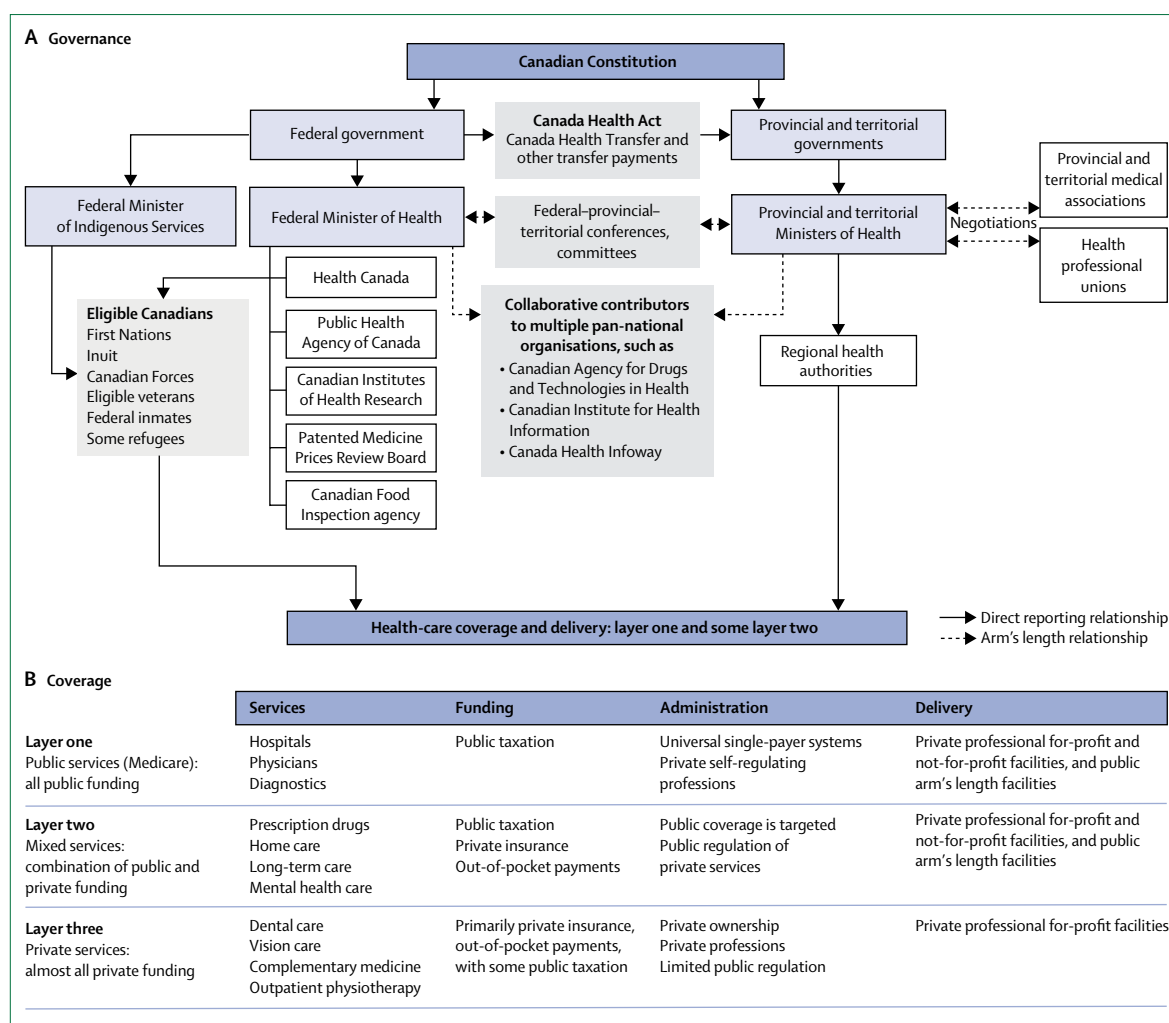 A Governance
Canadian Constitution
Federal government
Canada Health Act
Canada Health Transfer and
other transfer payments
Provincial and territorial
governments
Provincial and
territorial medical
associations
Federal Minister
of Indigenous Services
Federal Minister of Health
Federal–provincial–
territorial conferences,
committees
Provincial and territorial
Ministers of Health
Negotiations
Health
professional
unions
Health Canada
Public Health
Agency of Canada
Canadian Institutes
of Health Research
Patented Medicine
Prices Review Board
Canadian Food
Inspection agency
Eligible Canadians
First Nations
Inuit
Canadian Forces
Eligible veterans
Federal inmates
Some refugees
Collaborative contributors
to multiple pan-national
organisations, such as
• Canadian Agency for Drugs
and Technologies in Health
• Canadian Institute for Health
Information
• Canada Health Infoway
Regional health
authorities
Health-care coverage and delivery: layer one and some layer two
Direct reporting relationship
Arm's length relationship
B Coverage
Services
Funding
Administration
Delivery
Layer one
Public services (Medicare):
all public funding
Hospitals
Physicians
Diagnostics
Public taxation
Universal single-payer systems
Private self-regulating
professions
Private professional for-profit and
not-for-profit facilities, and public
arm's length facilities
Layer two
Mixed services:
combination of public and
private funding
Prescription drugs
Home care
Long-term care
Mental health care
Public taxation
Private insurance
Out-of-pocket payments
Public coverage is targeted
Public regulation of
private services
Private professional for-profit and
not-for-profit facilities, and public
arm's length facilities
Layer three
Private services:
almost all private funding
Dental care
Vision care
Complementary medicine
Outpatient physiotherapy
Primarily private insurance,
out-of-pocket payments,
with some public taxation
Private ownership
Private professions
Limited public regulation
Private professional for-profit facilities